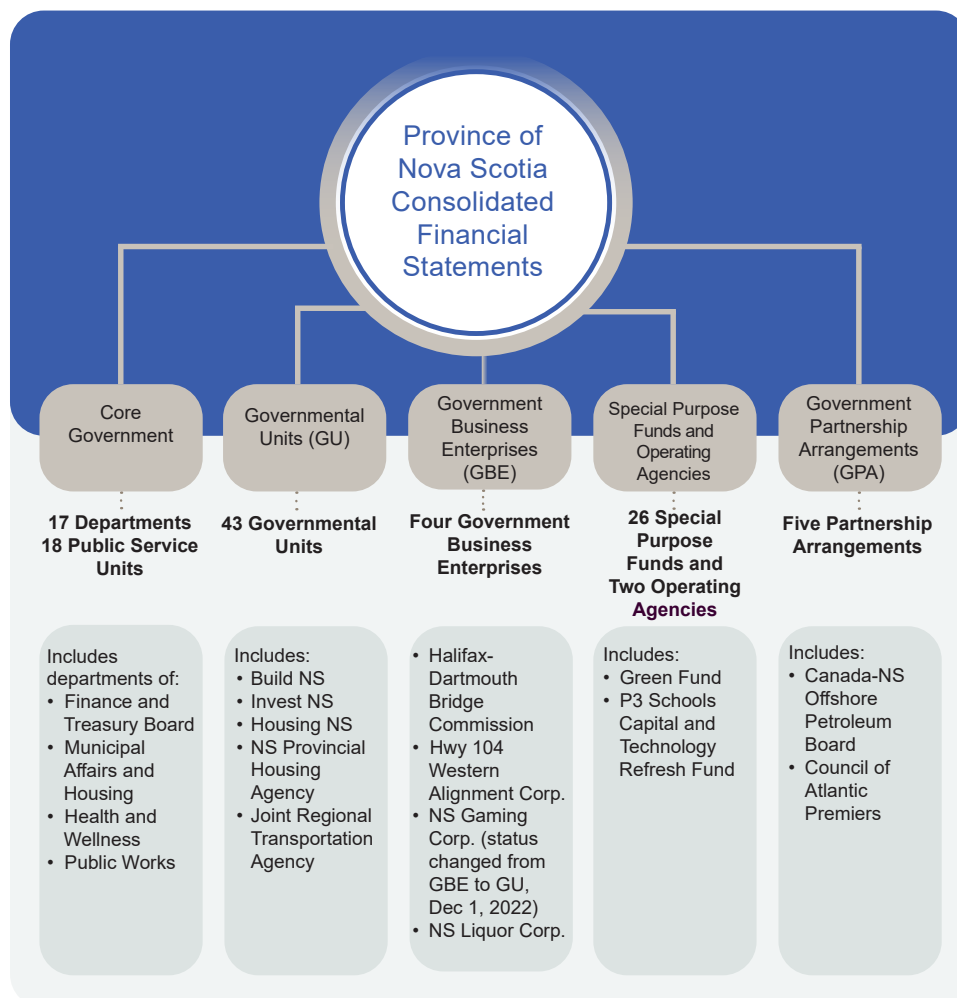 Province of
Nova Scotia
Consolidated
Financial
Statements
Core
Government
Governmental
Units (GU)
Government
Business
Enterprises
(GBE)
Special Purpose
Funds and
Operating
Agencies
Government
Partnership
Arrangements
(GPA)
17 Departments
18 Public Service
Units
43 Governmental
Units
Four Government
Business
Enterprises
26 Special
Purpose
Funds and
Two Operating
Agencies
Five Partnership
Arrangements
Includes
departments of:
• Finance and
Treasury Board
• Municipal
Affairs and
Housing
• Health and
Wellness
• Public Works
Includes:
• Build NS
• Invest NS
• Housing NS
• NS Provincial
Housing
Agency
• Joint Regional
Transportation
Agency
• Halifax-
Dartmouth
Bridge
Commission
• Hwy 104
Western
Alignment Corp.
• NS Gaming
Corp. (status
changed from
GBE to GU,
Dec 1, 2022)
• NS Liquor Corp.
Includes:
• Green Fund
• P3 Schools
Capital and
Technology
Refresh Fund
Includes:
• Canada-NS
Offshore
Petroleum
Board
• Council of
Atlantic
Premiers